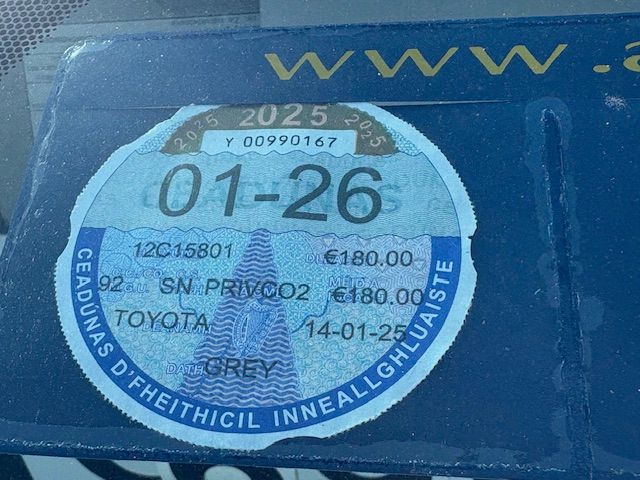 www.a
2025 2025 2025
Y 00990167
01-26
12C15801 €180.00
92 SN PRIVCO2 €180.00
TOYOTA 14-01-25
GREY
CEADÚNAS D'FHEITHICIL INNEALLGHLUAISTE